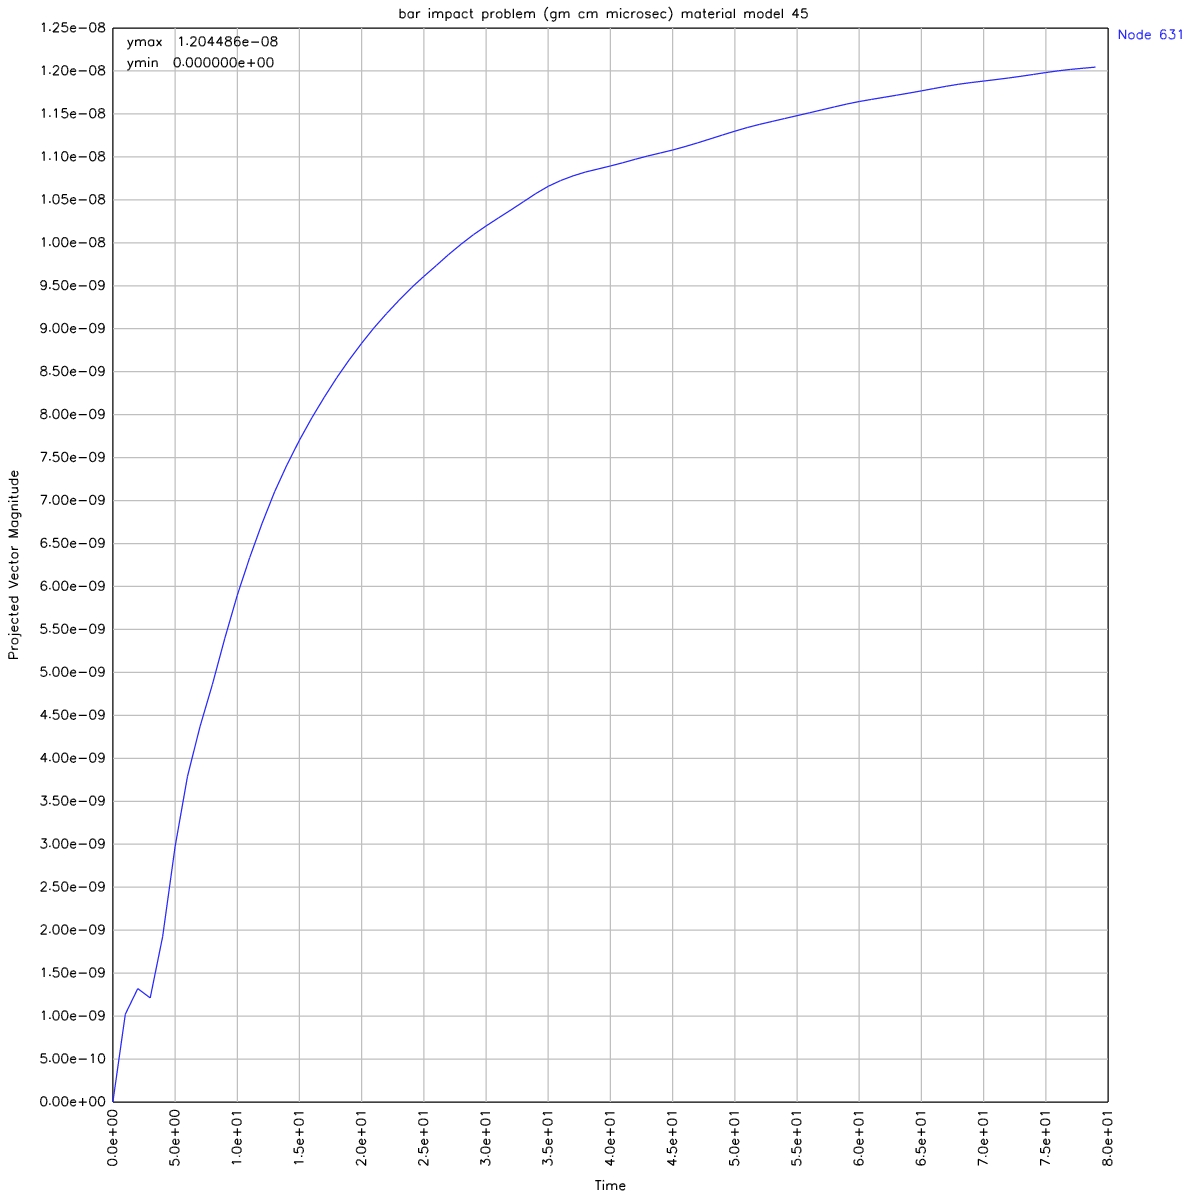 bar impact problem (gm cm microsec) material model 45
Node 631
ymax 1.204486e-08
ymin 0.000000e+00
1.25e-08
1.20e-08
1.15e-08
1.10e-08
1.05e-08
1.00e-08
9.50e-09
9.00e-09
8.50e-09
8.00e-09
7.50e-09
7.00e-09
6.50e-09
6.00e-09
5.50e-09
5.00e-09
4.50e-09
4.00e-09
3.50e-09
3.00e-09
2.50e-09
2.00e-09
1.50e-09
1.00e-09
5.00e-10
0.00e+00
Projected Vector Magnitude
0.0e+00
5.0e+00
1.0e+01
1.5e+01
2.0e+01
2.5e+01
3.0e+01
3.5e+01
4.0e+01
4.5e+01
5.0e+01
5.5e+01
6.0e+01
6.5e+01
7.0e+01
7.5e+01
8.0e+01
Time